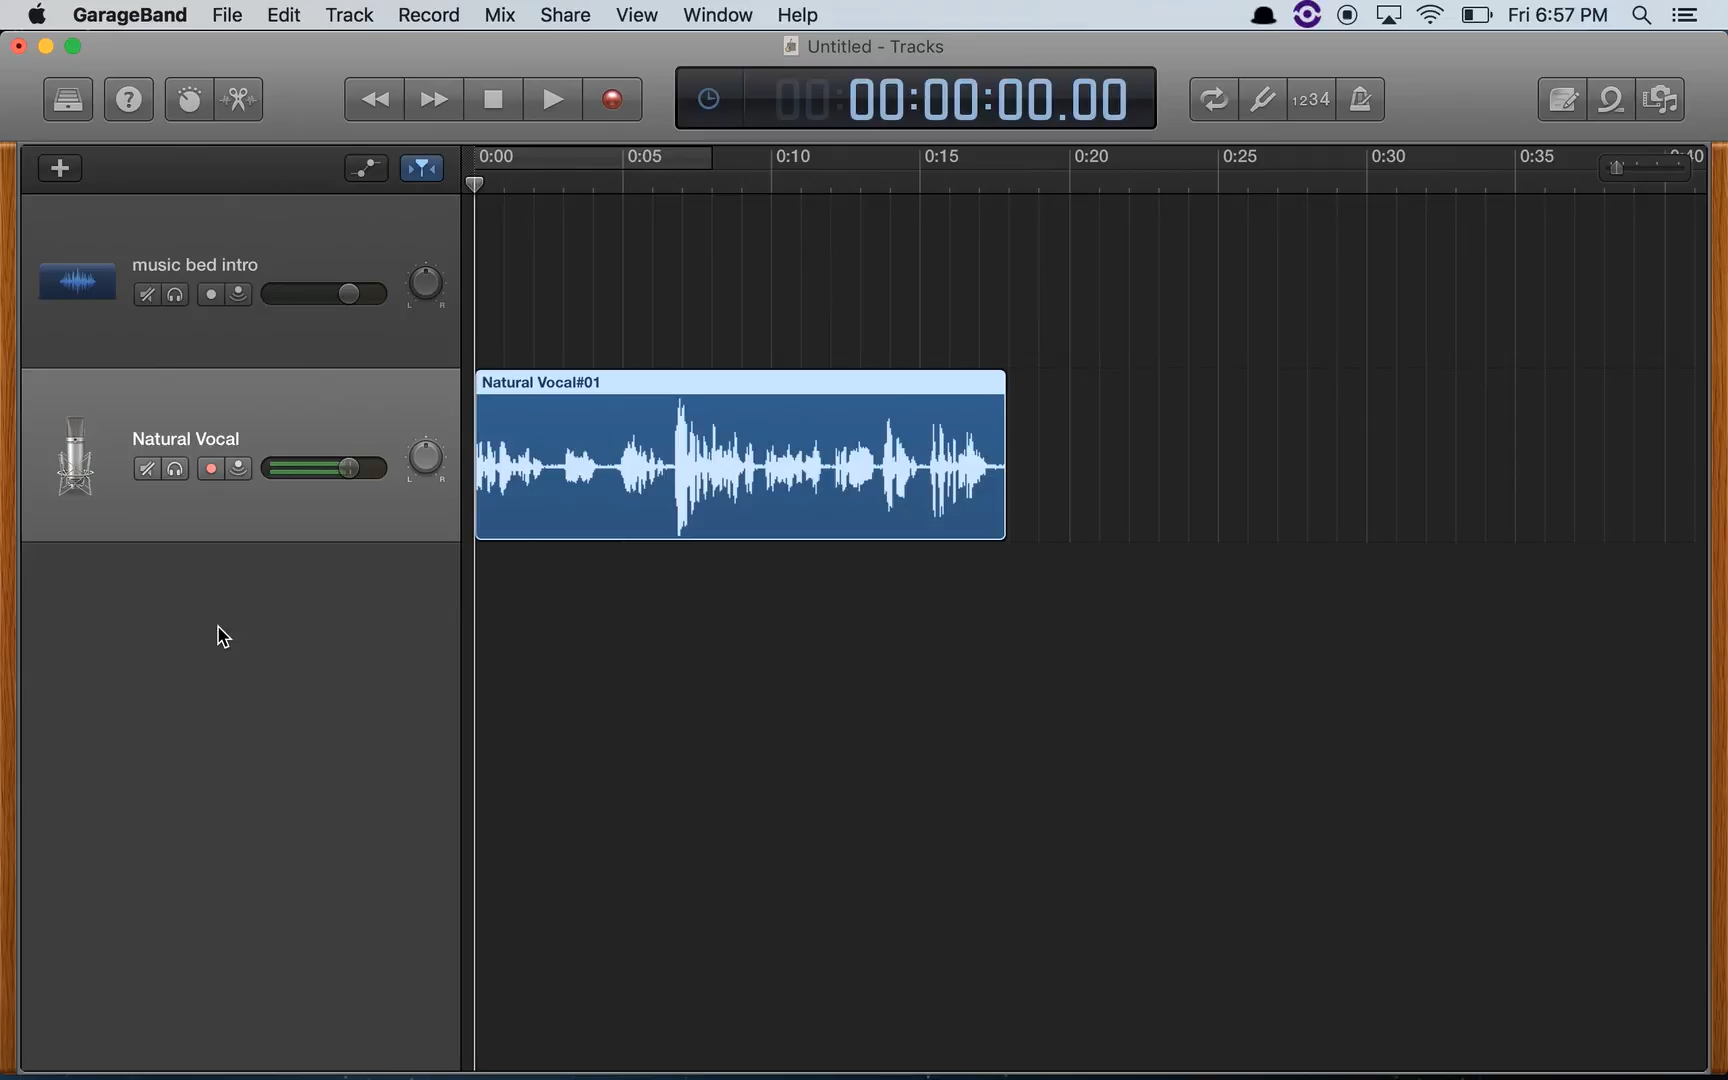 GarageBand File Edit Track Record Mix Share View Window Help Fri 6:57 PM
Untitled - Tracks
00:00:00.00 1234
0:00 0:05 0:10 0:15 0:20 0:25 0:30 0:35 0:40
music bed intro
L R
Natural Vocal#01
Natural Vocal
L R